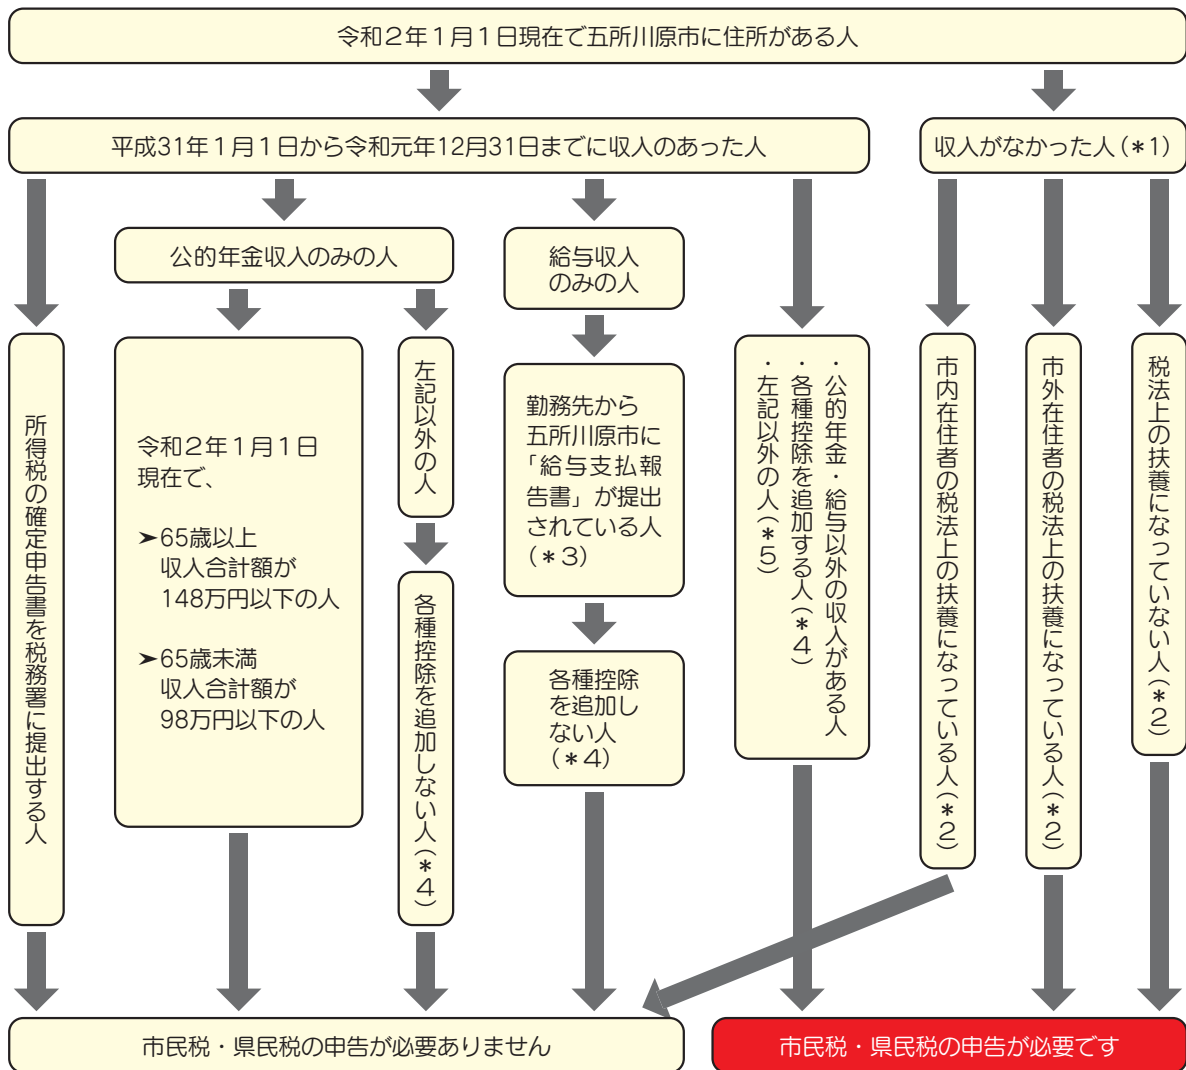 令和２年１月１日現在で五所川原市に住所がある人
平成31年１月１日から令和元年12月31日までに収入のあった人
収入がなかった人（＊1）
公的年金収入のみの人
給与収入
のみの人
所得税の確定申告書を税務署に提出する人
令和２年１月１日
現在で、
➤65歳以上
収入合計額が
148万円以下の人
➤65歳未満
収入合計額が
98万円以下の人
左記以外の人
各種控除を追加しない人（＊４）
勤務先から
五所川原市に
「給与支払報
告書」が提出
されている人
（＊３）
各種控除
を追加し
ない人
（＊４）
・公的年金・給与以外の収入がある人
・各種控除を追加する人（＊４）
・左記以外の人（＊５）
市内在住者の税法上の扶養になっている人（＊２）
市外在住者の税法上の扶養になっている人（＊２）
税法上の扶養になっていない人（＊２）
市民税・県民税の申告が必要ありません
市民税・県民税の申告が必要です